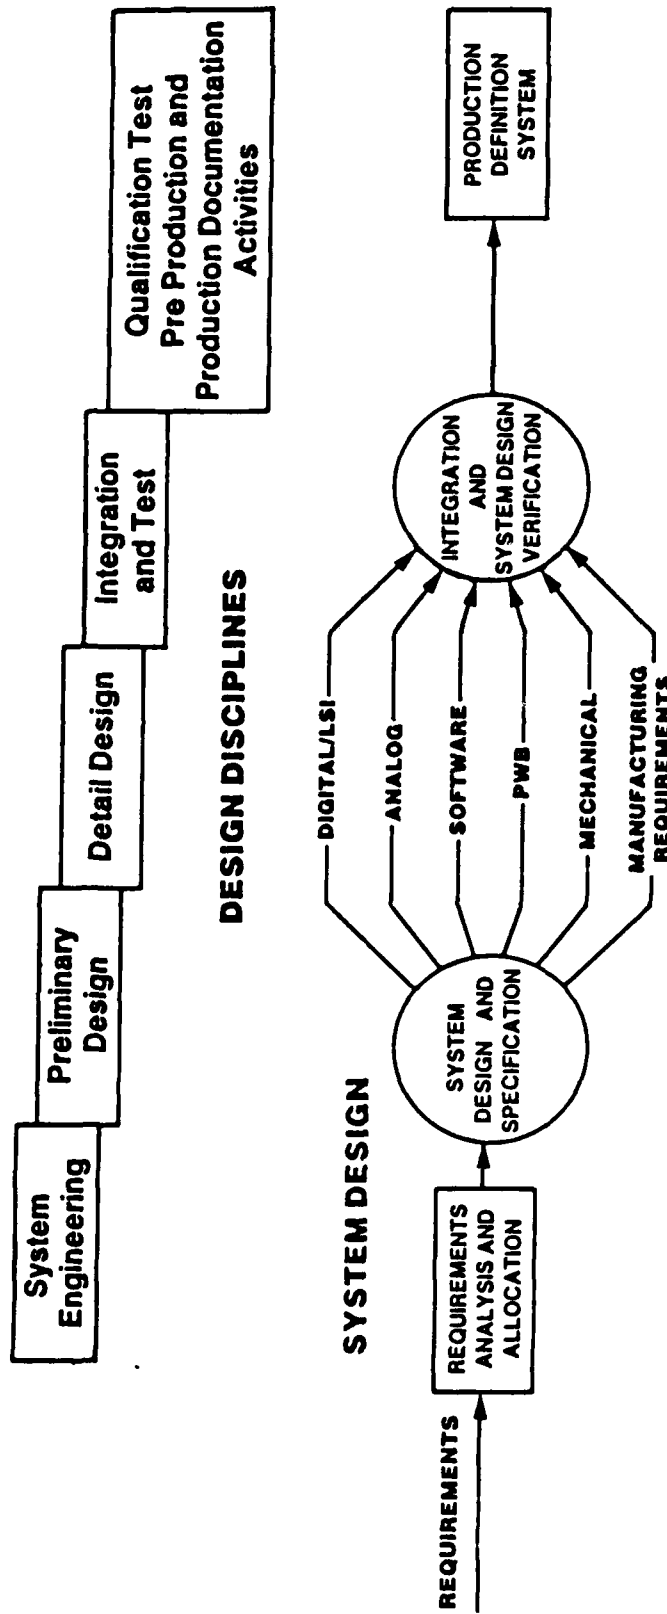 System
Engineering
Preliminary
Design
Detail Design
Integration
and Test
Qualification Test
Pre Production and
Production Documentation
Activities
DESIGN DISCIPLINES
SYSTEM DESIGN
REQUIREMENTS
REQUIREMENTS
ANALYSIS AND
ALLOCATION
SYSTEM
DESIGN AND
SPECIFICATION
DIGITAL/LSI
ANALOG
SOFTWARE
PWB
MECHANICAL
MANUFACTURING
REQUIREMENTS
INTEGRATION
AND
SYSTEM DESIGN
VERIFICATION
PRODUCTION
DEFINITION
SYSTEM